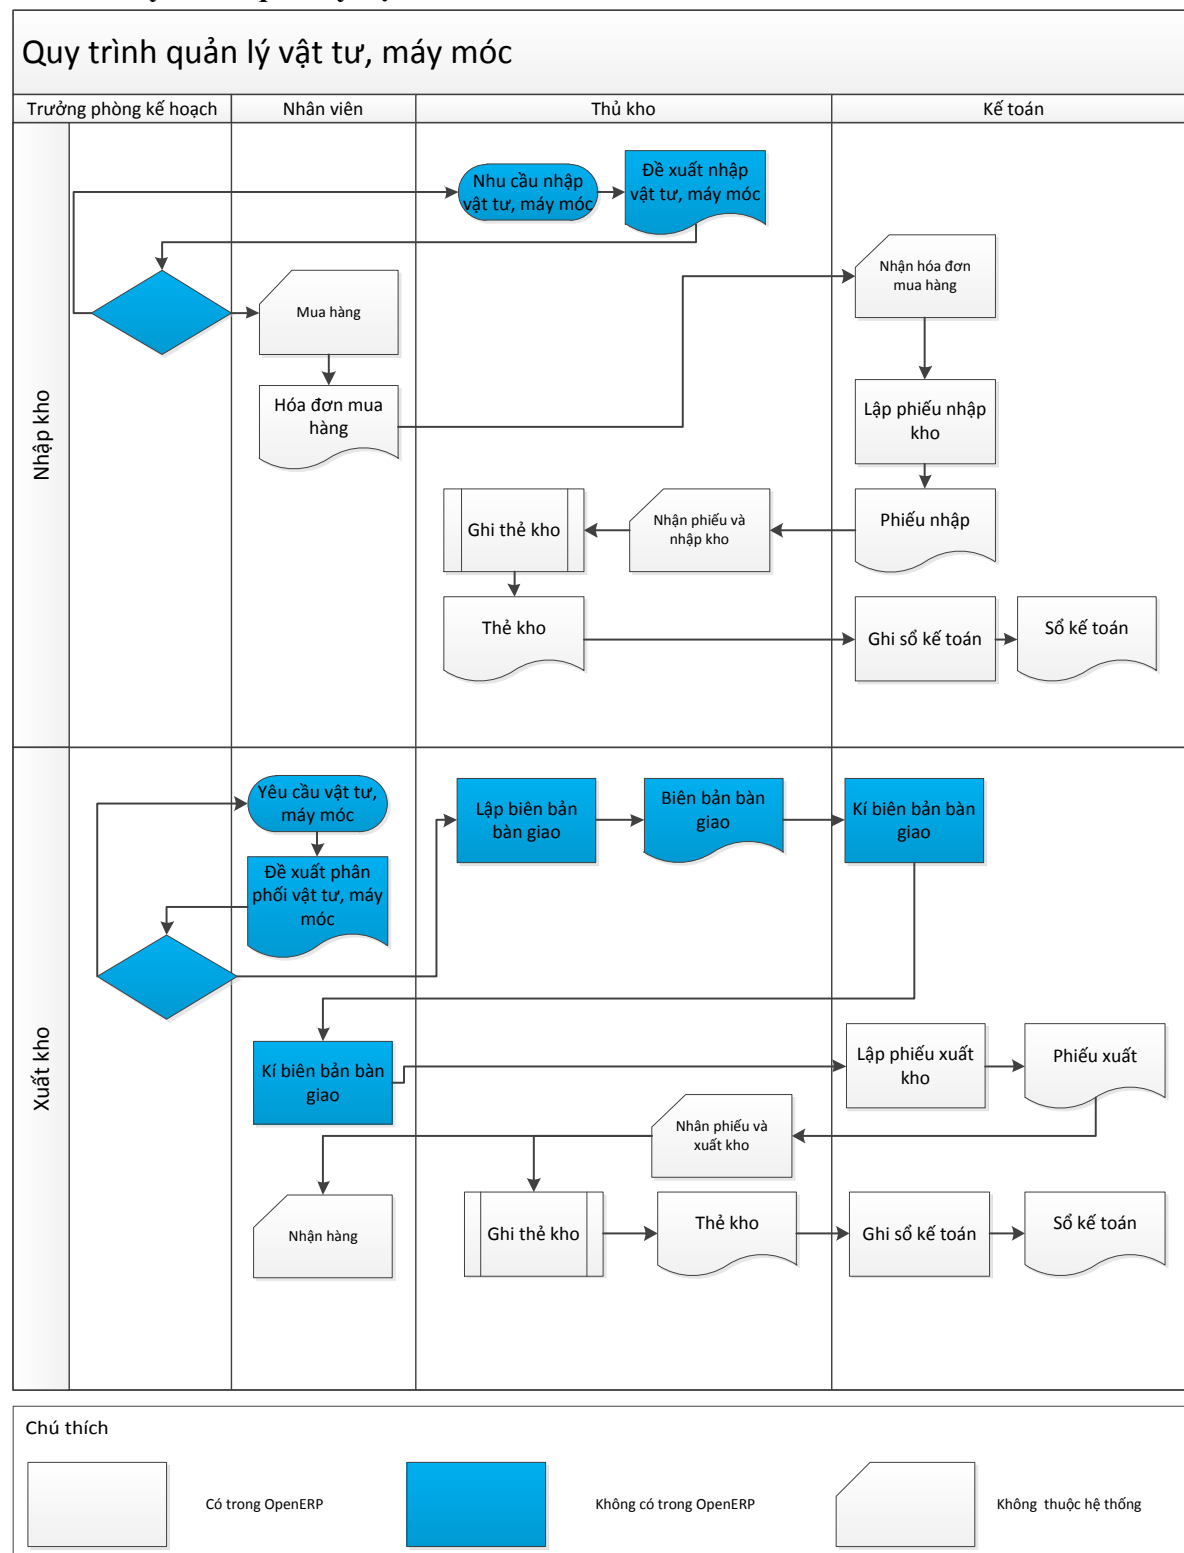 Quy trình quản lý vật tư, máy móc
Trưởng phòng kế hoạch
Nhân viên
Thủ kho
Kế toán
Nhập kho
Nhu cầu nhập
vật tư, máy móc
Đề xuất nhập
vật tư, máy móc
Nhận hóa đơn
mua hàng
Mua hàng
Hóa đơn mua
hàng
Lập phiếu nhập
kho
Ghi thẻ kho
Nhận phiếu và
nhập kho
Phiếu nhập
Thẻ kho
Ghi sổ kế toán
Sổ kế toán
Xuất kho
Yêu cầu vật tư,
máy móc
Lập biên bản
bàn giao
Biên bản bàn
giao
Kí biên bản bàn
giao
Đề xuất phân
phối vật tư, máy
móc
Kí biên bản bàn
giao
Lập phiếu xuất
kho
Phiếu xuất
Nhân phiếu và
xuất kho
Nhận hàng
Ghi thẻ kho
Thẻ kho
Ghi sổ kế toán
Sổ kế toán
Chú thích
Có trong OpenERP
Không có trong OpenERP
Không thuộc hệ thống